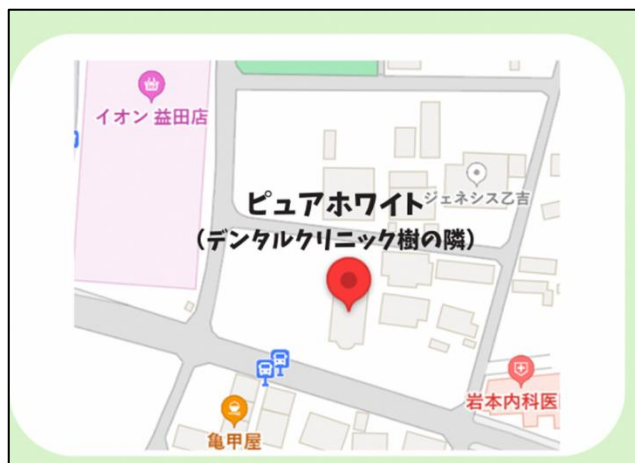 イオン 益田店
ピュアホワイト
ジェネシス乙吉
(デンタルクリニック樹の隣)
岩本内科医
亀甲屋